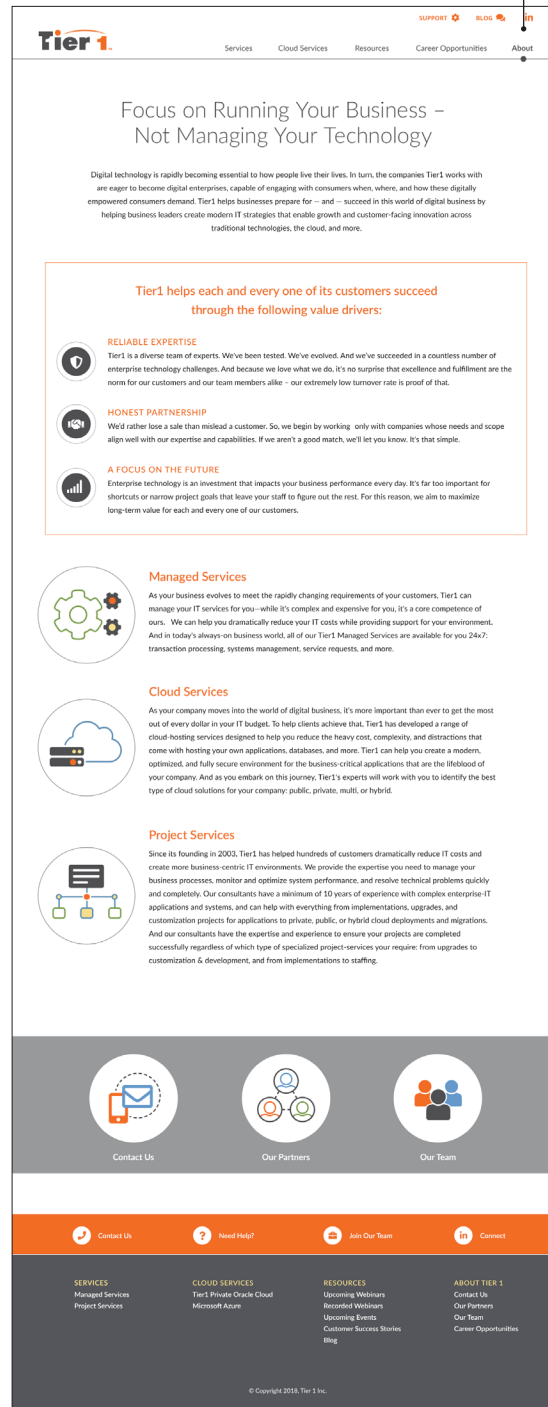 SUPPORT BLOG in
Tier 1
Services Cloud Services Resources Career Opportunities About
Focus on Running Your Business –
Not Managing Your Technology
Digital technology is rapidly becoming essential to how people live their lives. In turn, the companies Tier1 works with
are eager to become digital enterprises, capable of engaging with consumers when, where, and how these digitally
empowered consumers demand. Tier1 helps businesses prepare for — and — succeed in this world of digital business by
helping business leaders create modern IT strategies that enable growth and customer-facing innovation across
traditional technologies, the cloud, and more.
Tier1 helps each and every one of its customers succeed
through the following value drivers:
RELIABLE EXPERTISE
Tier1 is a diverse team of experts. We've been tested. We've evolved. And we've succeeded in a countless number of
enterprise technology challenges. And because we love what we do, it's no surprise that excellence and fulfillment are the
norm for our customers and our team members alike – our extremely low turnover rate is proof of that.
HONEST PARTNERSHIP
We'd rather lose a sale than mislead a customer. So, we begin by working only with companies whose needs and scope
align well with our expertise and capabilities. If we aren't a good match, we'll let you know. It's that simple.
A FOCUS ON THE FUTURE
Enterprise technology is an investment that impacts your business performance every day. It's far too important for
shortcuts or narrow project goals that leave your staff to figure out the rest. For this reason, we aim to maximize
long-term value for each and every one of our customers.
Managed Services
As your business evolves to meet the rapidly changing requirements of your customers, Tier1 can
manage your IT services for you—while it's complex and expensive for you, it's a core competence of
ours. We can help you dramatically reduce your IT costs while providing support for your environment.
And in today's always-on business world, all of our Tier1 Managed Services are available for you 24x7:
transaction processing, systems management, service requests, and more.
Cloud Services
As your company moves into the world of digital business, it's more important than ever to get the most
out of every dollar in your IT budget. To help clients achieve that, Tier1 has developed a range of
cloud-hosting services designed to help you reduce the heavy cost, complexity, and distractions that
come with hosting your own applications, databases, and more. Tier1 can help you create a modern,
optimized, and fully secure environment for the business-critical applications that are the lifeblood of
your company. And as you embark on this journey, Tier1's experts will work with you to identify the best
type of cloud solutions for your company: public, private, multi, or hybrid.
Project Services
Since its founding in 2003, Tier1 has helped hundreds of customers dramatically reduce IT costs and
create more business-centric IT environments. We provide the expertise you need to manage your
business processes, monitor and optimize system performance, and resolve technical problems quickly
and completely. Our consultants have a minimum of 10 years of experience with complex enterprise-IT
applications and systems, and can help with everything from implementations, upgrades, and
customization projects for applications to private, public, or hybrid cloud deployments and migrations.
And our consultants have the expertise and experience to ensure your projects are completed
successfully regardless of which type of specialized project-services your require: from upgrades to
customization & development, and from implementations to staffing.
Contact Us Our Partners Our Team
Contact Us ? Need Help? Join Our Team in Connect
SERVICES
Managed Services
Project Services
CLOUD SERVICES
Tier1 Private Oracle Cloud
Microsoft Azure
RESOURCES
Upcoming Webinars
Recorded Webinars
Upcoming Events
Customer Success Stories
Blog
ABOUT TIER 1
Contact Us
Our Partners
Our Team
Career Opportunities
© Copyright 2018, Tier 1 Inc.